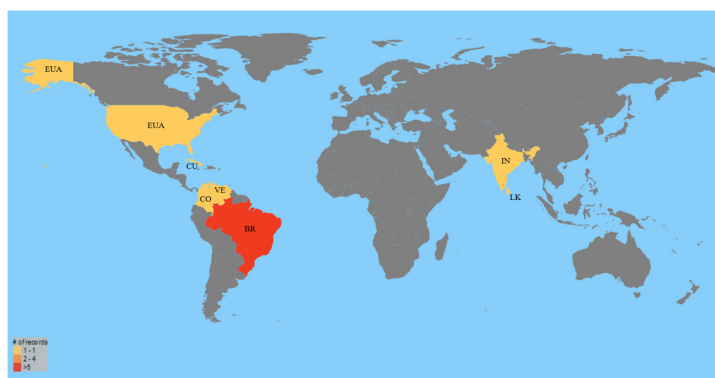 EUA
EUA
CU
VE
CO
IN
LK
BR
# of records
1 - 1
2 - 4
>5